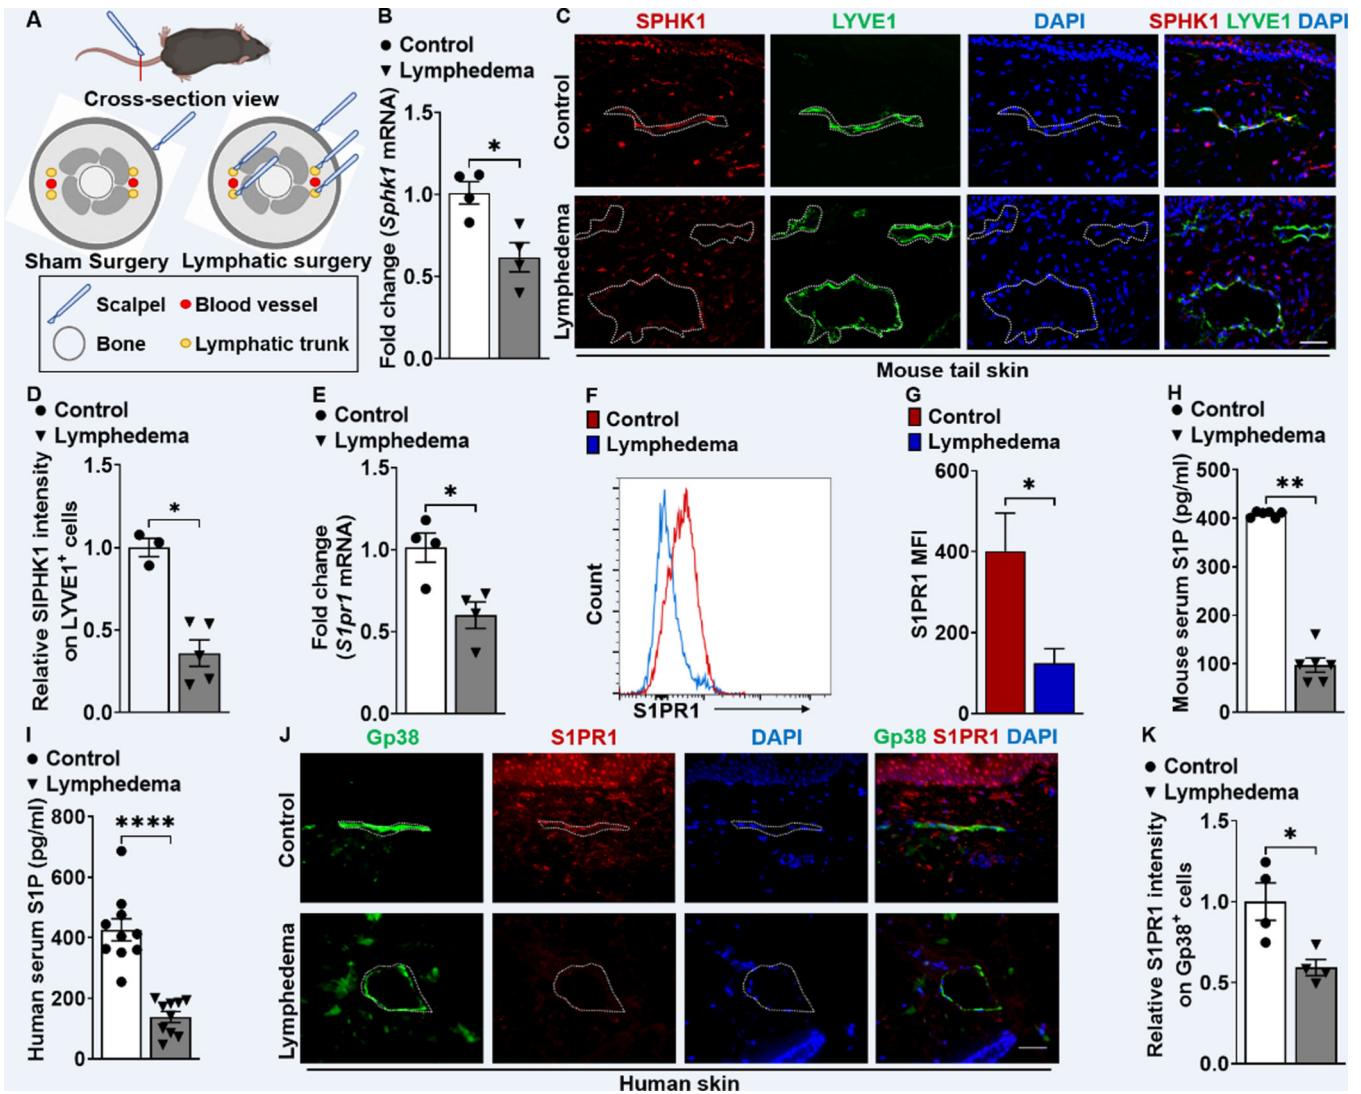 A
Cross-section view
Sham Surgery
Lymphatic surgery
Scalpel
Blood vessel
Bone
Lymphatic trunk
B
Control
Lymphedema
Fold change (Sphk1 mRNA)
1.5
1.0
0.5
0.0
*
C
SPHK1
LYVE1
DAPI
SPHK1 LYVE1 DAPI
Control
Lymphedema
Mouse tail skin
D
Control
Lymphedema
Relative SIPHK1 intensity
on LYVE1+ cells
1.5
1.0
0.5
0.0
*
E
Control
Lymphedema
Fold change
(S1pr1 mRNA)
1.5
1.0
0.5
0.0
*
F
Control
Lymphedema
Count
S1PR1
G
Control
Lymphedema
S1PR1 MFI
600
400
200
0
*
H
Control
Lymphedema
Mouse serum S1P (pg/ml)
500
400
300
200
100
0
**
I
Control
Lymphedema
Human serum S1P (pg/ml)
800
600
400
200
0
****
J
Gp38
S1PR1
DAPI
Gp38 S1PR1 DAPI
Control
Lymphedema
Human skin
K
Control
Lymphedema
Relative S1PR1 intensity
on Gp38+ cells
1.5
1.0
0.5
0.0
*